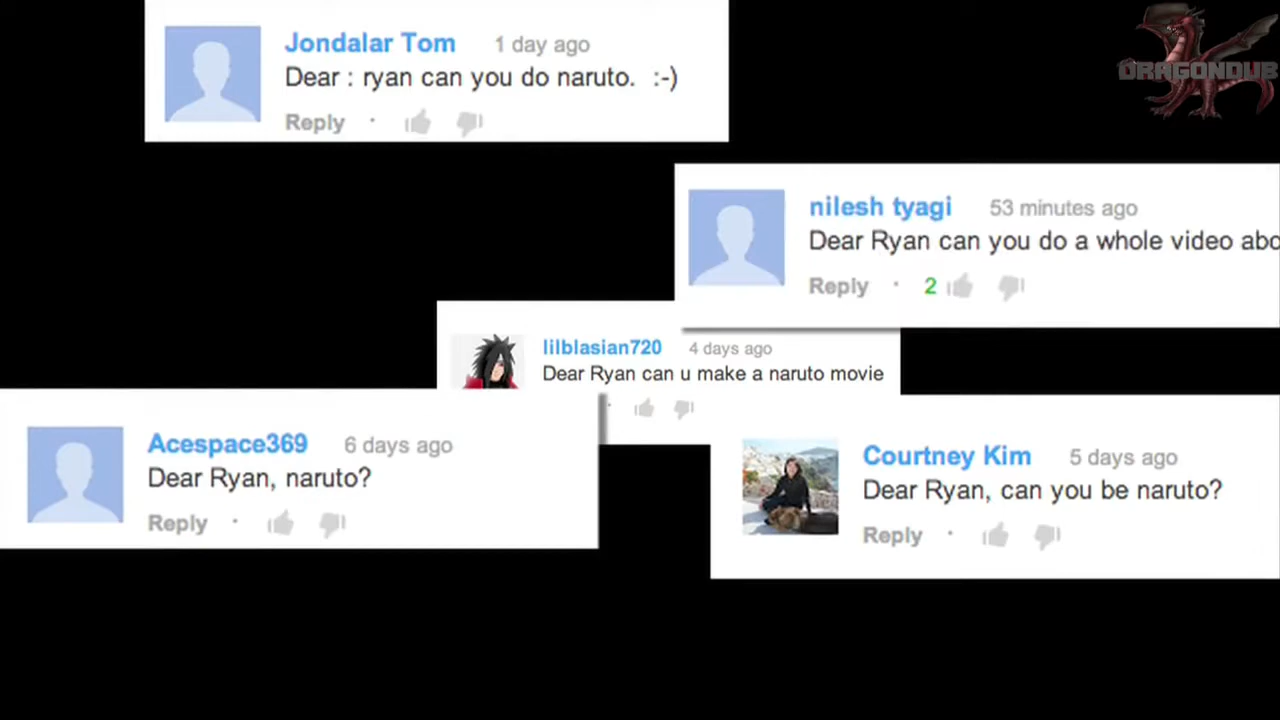 DRAGONDUB
Jondalar Tom 1 day ago
Dear : ryan can you do naruto. :-)
Reply ·
nilesh tyagi 53 minutes ago
Dear Ryan can you do a whole video abo
Reply · 2
lilblasian720 4 days ago
Dear Ryan can u make a naruto movie
Acespace369 6 days ago
Dear Ryan, naruto?
Reply ·
Courtney Kim 5 days ago
Dear Ryan, can you be naruto?
Reply ·